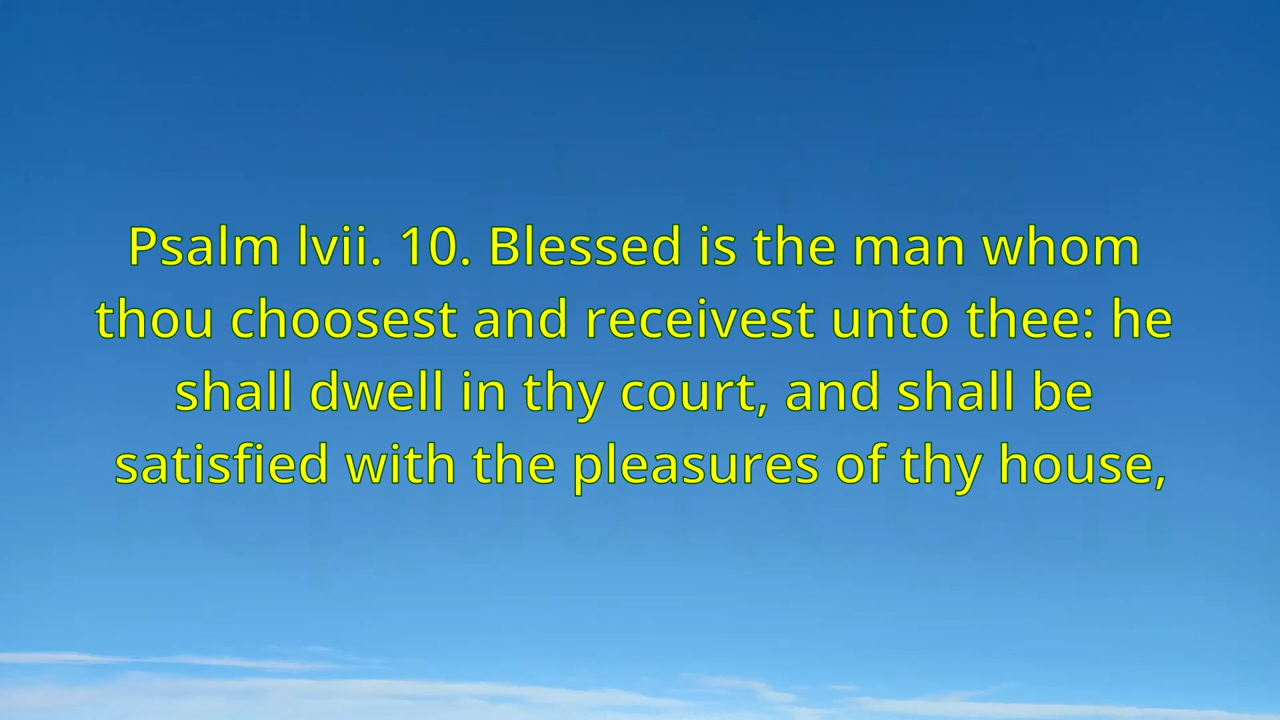 Psalm lvii. 10. Blessed is the man whom
thou choosest and receivest unto thee: he
shall dwell in thy court, and shall be
satisfied with the pleasures of thy house,